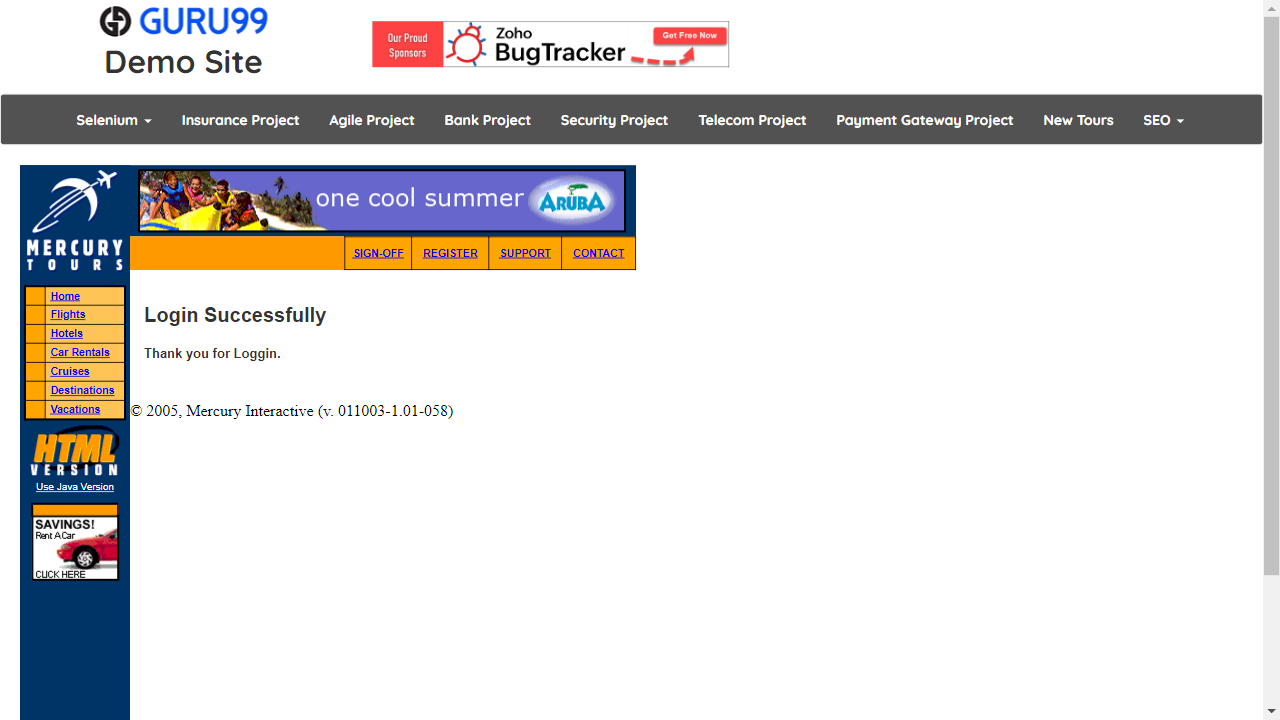 GURU99
Demo Site
Our Proud
Sponsors
Zoho
BugTracker
Get Free Now
Selenium Insurance Project Agile Project Bank Project Security Project Telecom Project Payment Gateway Project New Tours SEO
MERCURY
TOURS
one cool summer ARUBA
SIGN-OFF REGISTER SUPPORT CONTACT
Home
Flights
Hotels
Car Rentals
Cruises
Destinations
Vacations
HTML
VERSION
Use Java Version
SAVINGS!
Rent A Car
CLICK HERE
Login Successfully
Thank you for Loggin.
© 2005, Mercury Interactive (v. 011003-1.01-058)